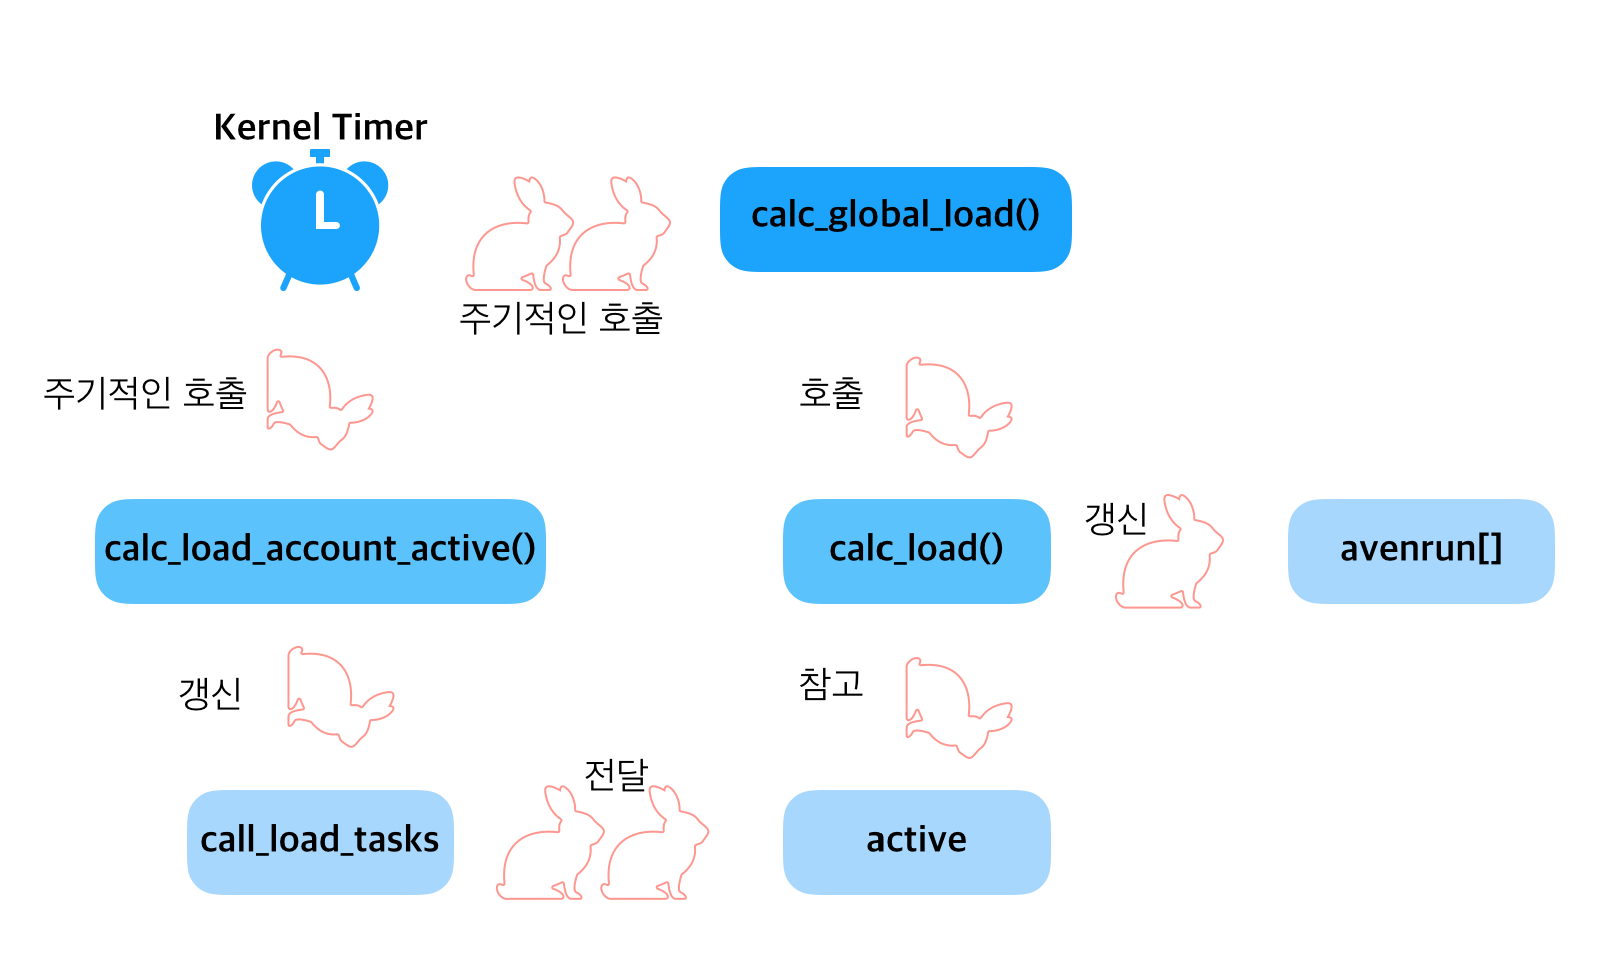 Kernel Timer
calc_global_load()
주기적인 호출
주기적인 호출
호출
calc_load_account_active()
calc_load()
갱신
avenrun[]
갱신
참고
전달
call_load_tasks
active